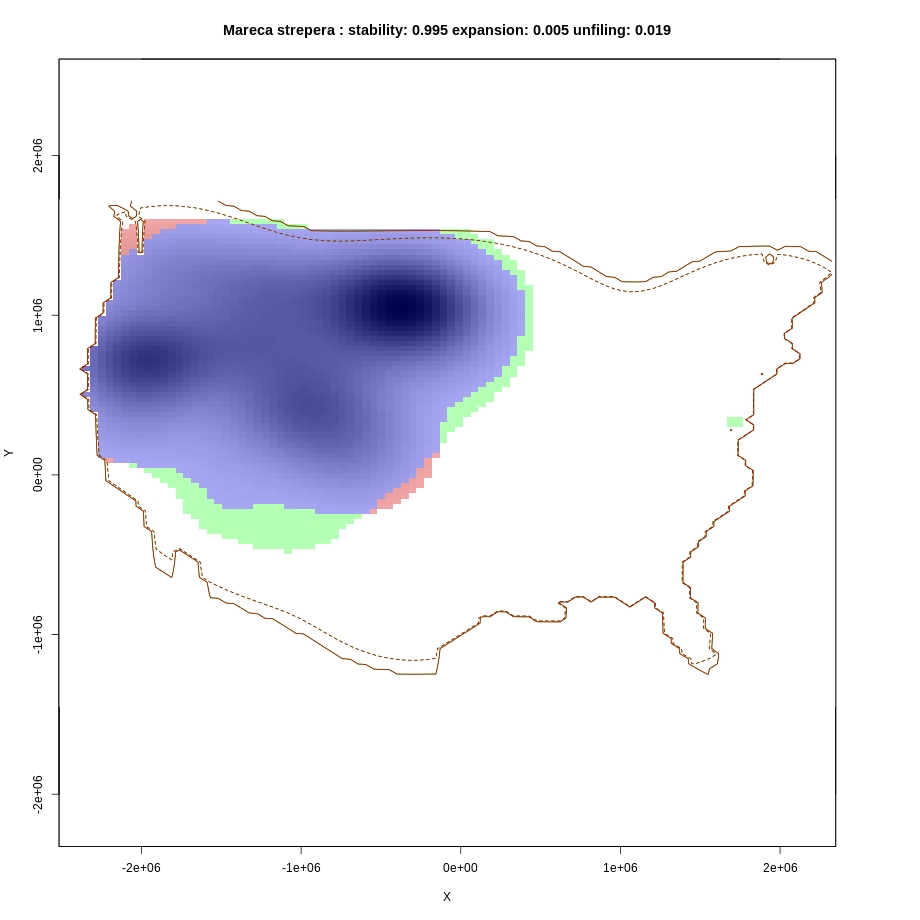 Mareca strepera : stability: 0.995 expansion: 0.005 unfiling: 0.019
2e+06
1e+06
0e+00
-1e+06
-2e+06
Y
-2e+06 -1e+06 0e+00 1e+06 2e+06
X